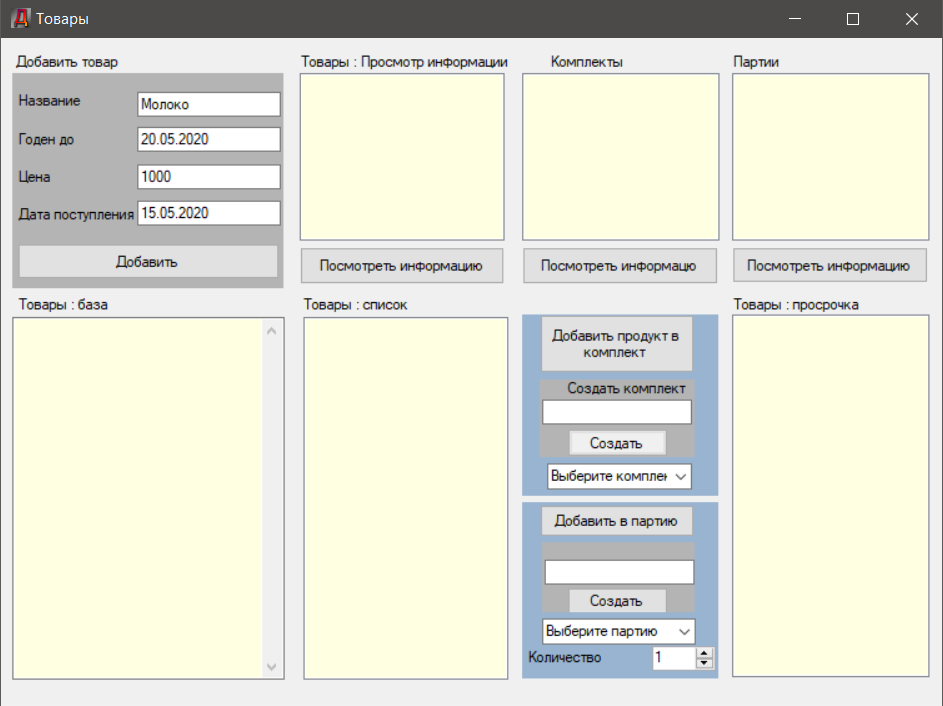 Д Товары
Добавить товар
Название Молоко
Годен до 20.05.2020
Цена 1000
Дата поступления 15.05.2020
Добавить
Товары : Просмотр информации
Посмотреть информацию
Комплекты
Посмотреть информацю
Партии
Посмотреть информацию
Товары : база
Товары : список
Добавить продукт в
комплект
Создать комплект
Создать
Выберите комплек
Добавить в партию
Создать
Выберите партию
Количество 1
Товары : просрочка